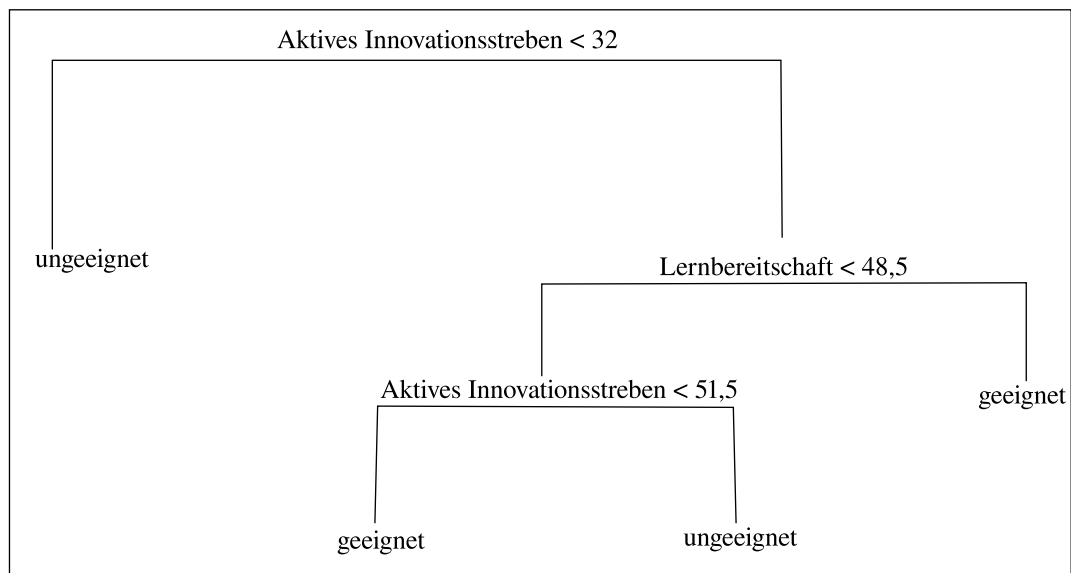 Aktives Innovationsstreben < 32
ungeeignet
Lernbereitschaft < 48,5
Aktives Innovationsstreben < 51,5
geeignet
geeignet
ungeeignet